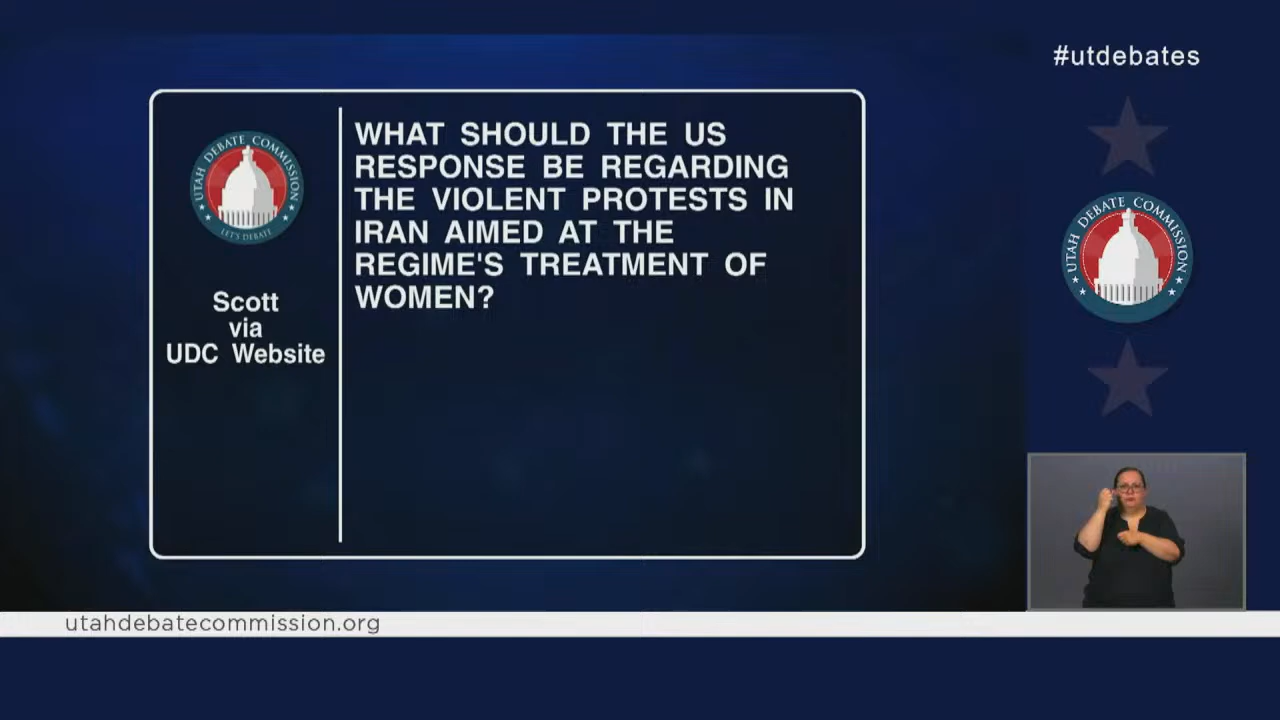 #utdebates
UTAH DEBATE COMMISSION
LET'S DEBATE
Scott
via
UDC Website
WHAT SHOULD THE US
RESPONSE BE REGARDING
THE VIOLENT PROTESTS IN
IRAN AIMED AT THE
REGIME'S TREATMENT OF
WOMEN?
UTAH DEBATE COMMISSION
utahdebatecommission.org